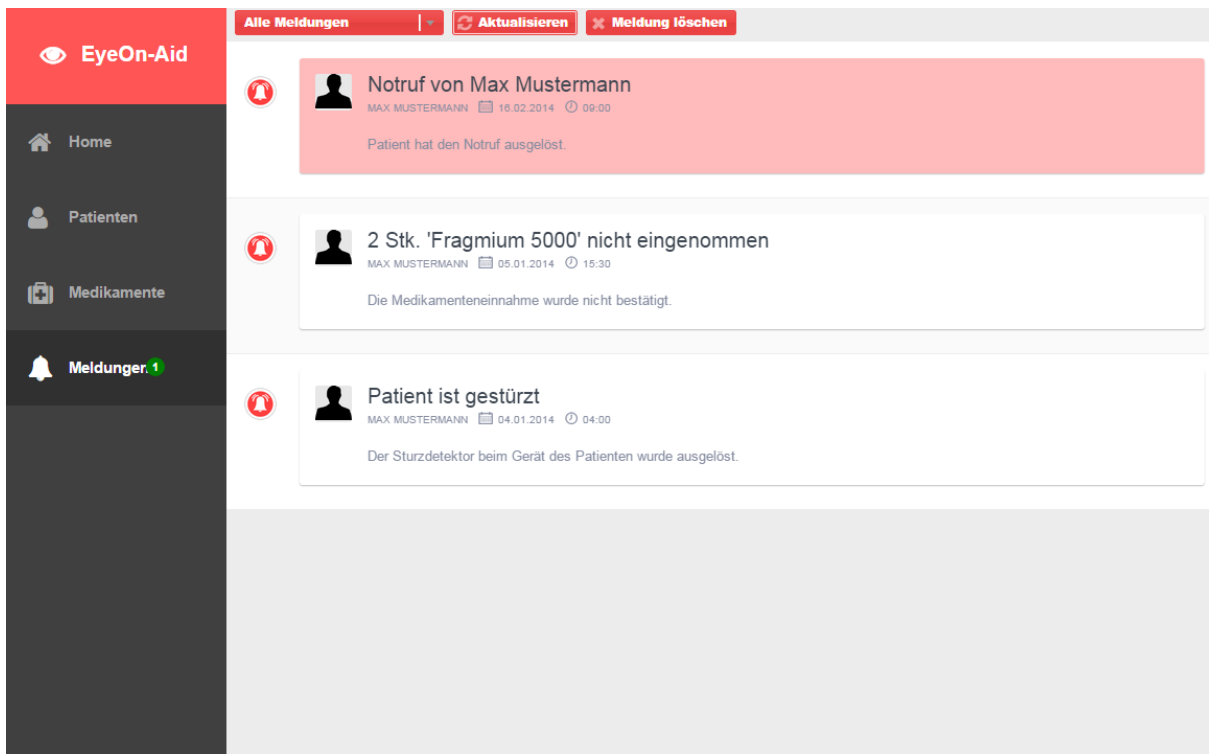 Alle Meldungen
Aktualisieren
Meldung löschen
EyeOn-Aid
Home
Patienten
Medikamente
Meldungen 1
Notruf von Max Mustermann
MAX MUSTERMANN 16.02.2014 09:00
Patient hat den Notruf ausgelöst.
2 Stk. 'Fragmium 5000' nicht eingenommen
MAX MUSTERMANN 05.01.2014 15:30
Die Medikamenteneinnahme wurde nicht bestätigt.
Patient ist gestürzt
MAX MUSTERMANN 04.01.2014 04:00
Der Sturzdetektor beim Gerät des Patienten wurde ausgelöst.